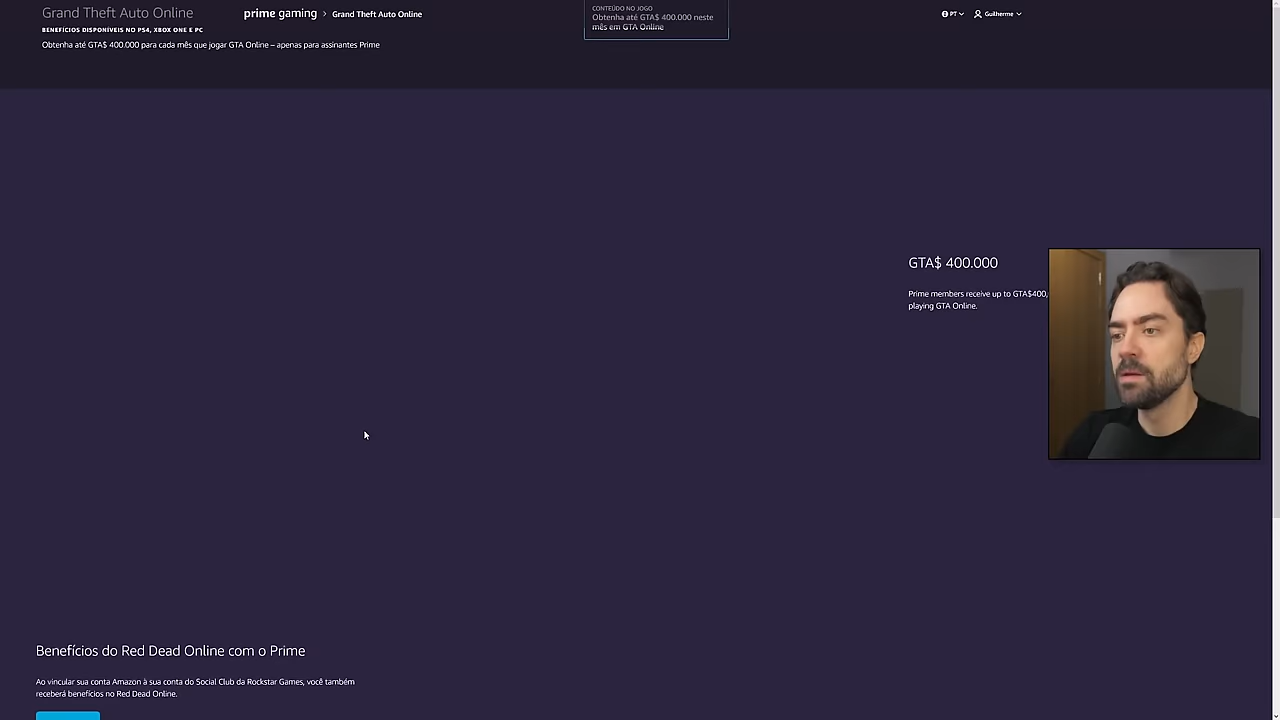 Grand Theft Auto Online
prime gaming > Grand Theft Auto Online
BENEFÍCIOS DISPONÍVEIS NO PS4, XBOX ONE E PC
Obtenha até GTA$ 400.000 para cada mês que jogar GTA Online – apenas para assinantes Prime
CONTEÚDO NO JOGO
Obtenha até GTA$ 400.000 neste
mês em GTA Online
PT
Guilherme
GTA$ 400.000
Prime members receive up to GTA$400,
playing GTA Online.
Benefícios do Red Dead Online com o Prime
Ao vincular sua conta Amazon à sua conta do Social Club da Rockstar Games, você também
receberá benefícios no Red Dead Online.